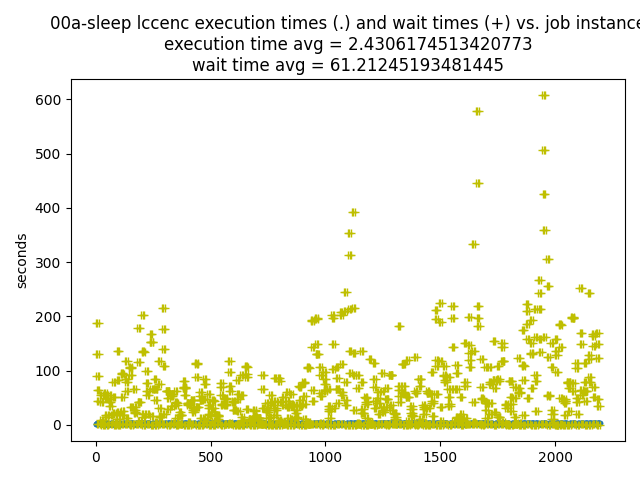 00a-sleep lccenc execution times (.) and wait times (+) vs. job instance
execution time avg = 2.4306174513420773
wait time avg = 61.21245193481445
600
500
400
300
200
100
0
seconds
0 500 1000 1500 2000